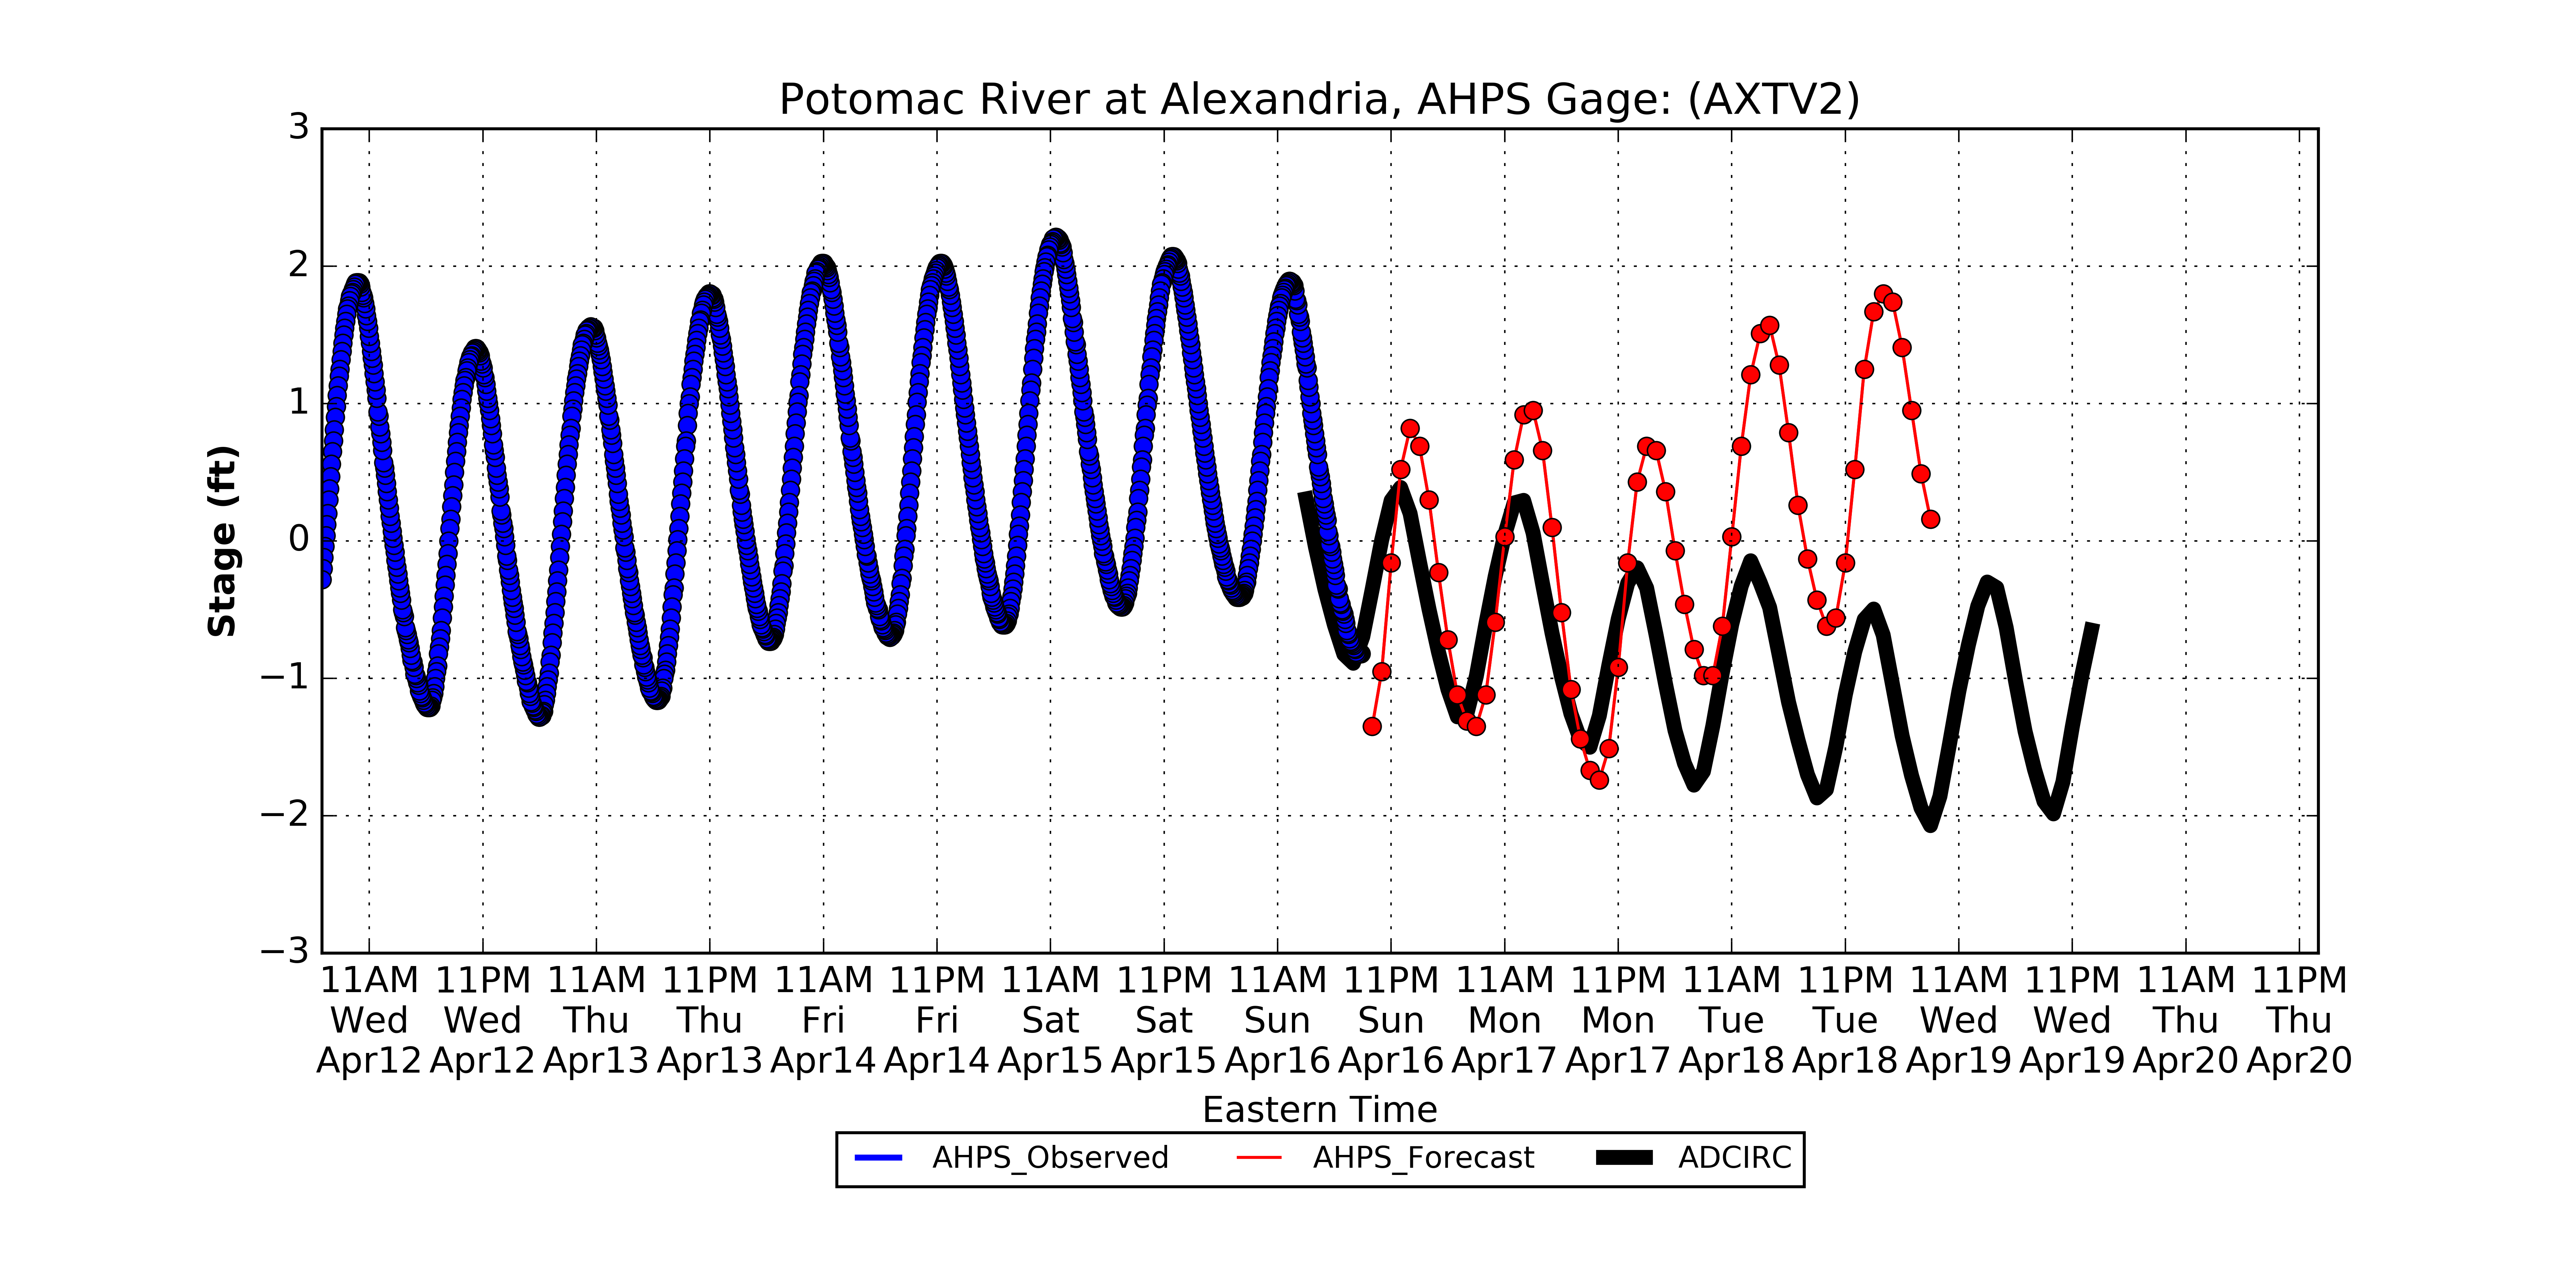 Potomac River at Alexandria, AHPS Gage: (AXTV2)
Stage (ft)
3
2
1
0
−1
−2
−3
11AM 11PM 11AM 11PM 11AM 11PM 11AM 11PM 11AM 11PM 11AM 11PM 11AM 11PM 11AM 11PM 11AM 11PM
Wed Wed Thu Thu Fri Fri Sat Sat Sun Sun Mon Mon Tue Tue Wed Wed Thu Thu
Apr12 Apr12 Apr13 Apr13 Apr14 Apr14 Apr15 Apr15 Apr16 Apr16 Apr17 Apr17 Apr18 Apr18 Apr19 Apr19 Apr20 Apr20
Eastern Time
AHPS_Observed AHPS_Forecast ADCIRC